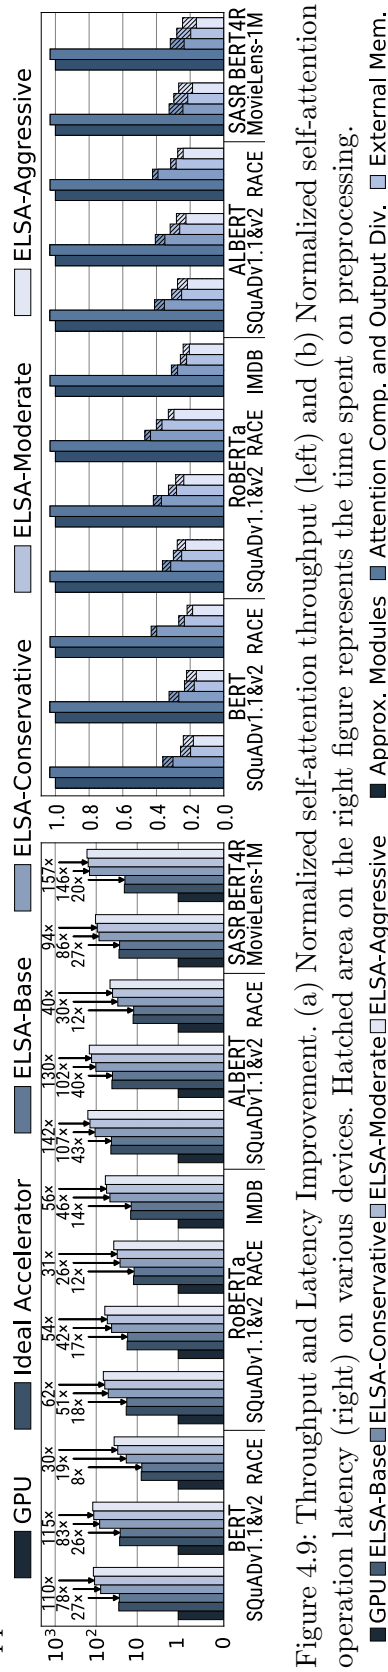 GPU Ideal Accelerator ELSA-Base ELSA-Conservative ELSA-Moderate ELSA-Aggressive
10³
10²
10
1
0
110× 115× 30× 62× 54× 31× 56× 142× 130× 40× 94× 157×
78× 83× 19× 51× 42× 26× 46× 107× 102× 30× 86× 146×
27× 26× 8× 18× 17× 12× 14× 43× 40× 12× 27× 20×
SQuADv1.1&v2 RACE SQuADv1.1&v2 RACE IMDB SQuADv1.1&v2 RACE MovieLens-1M
BERT RoBERTa ALBERT SASR BERT4R
1.0
0.8
0.6
0.4
0.2
0.0
SQuADv1.1&v2 RACE SQuADv1.1&v2 RACE IMDB SQuADv1.1&v2 RACE MovieLens-1M
BERT RoBERTa ALBERT SASR BERT4R
Figure 4.9: Throughput and Latency Improvement. (a) Normalized self-attention throughput (left) and (b) Normalized self-attention
operation latency (right) on various devices. Hatched area on the right figure represents the time spent on preprocessing.
GPU ELSA-Base ELSA-Conservative ELSA-Moderate ELSA-Aggressive Approx. Modules Attention Comp. and Output Div. External Mem.